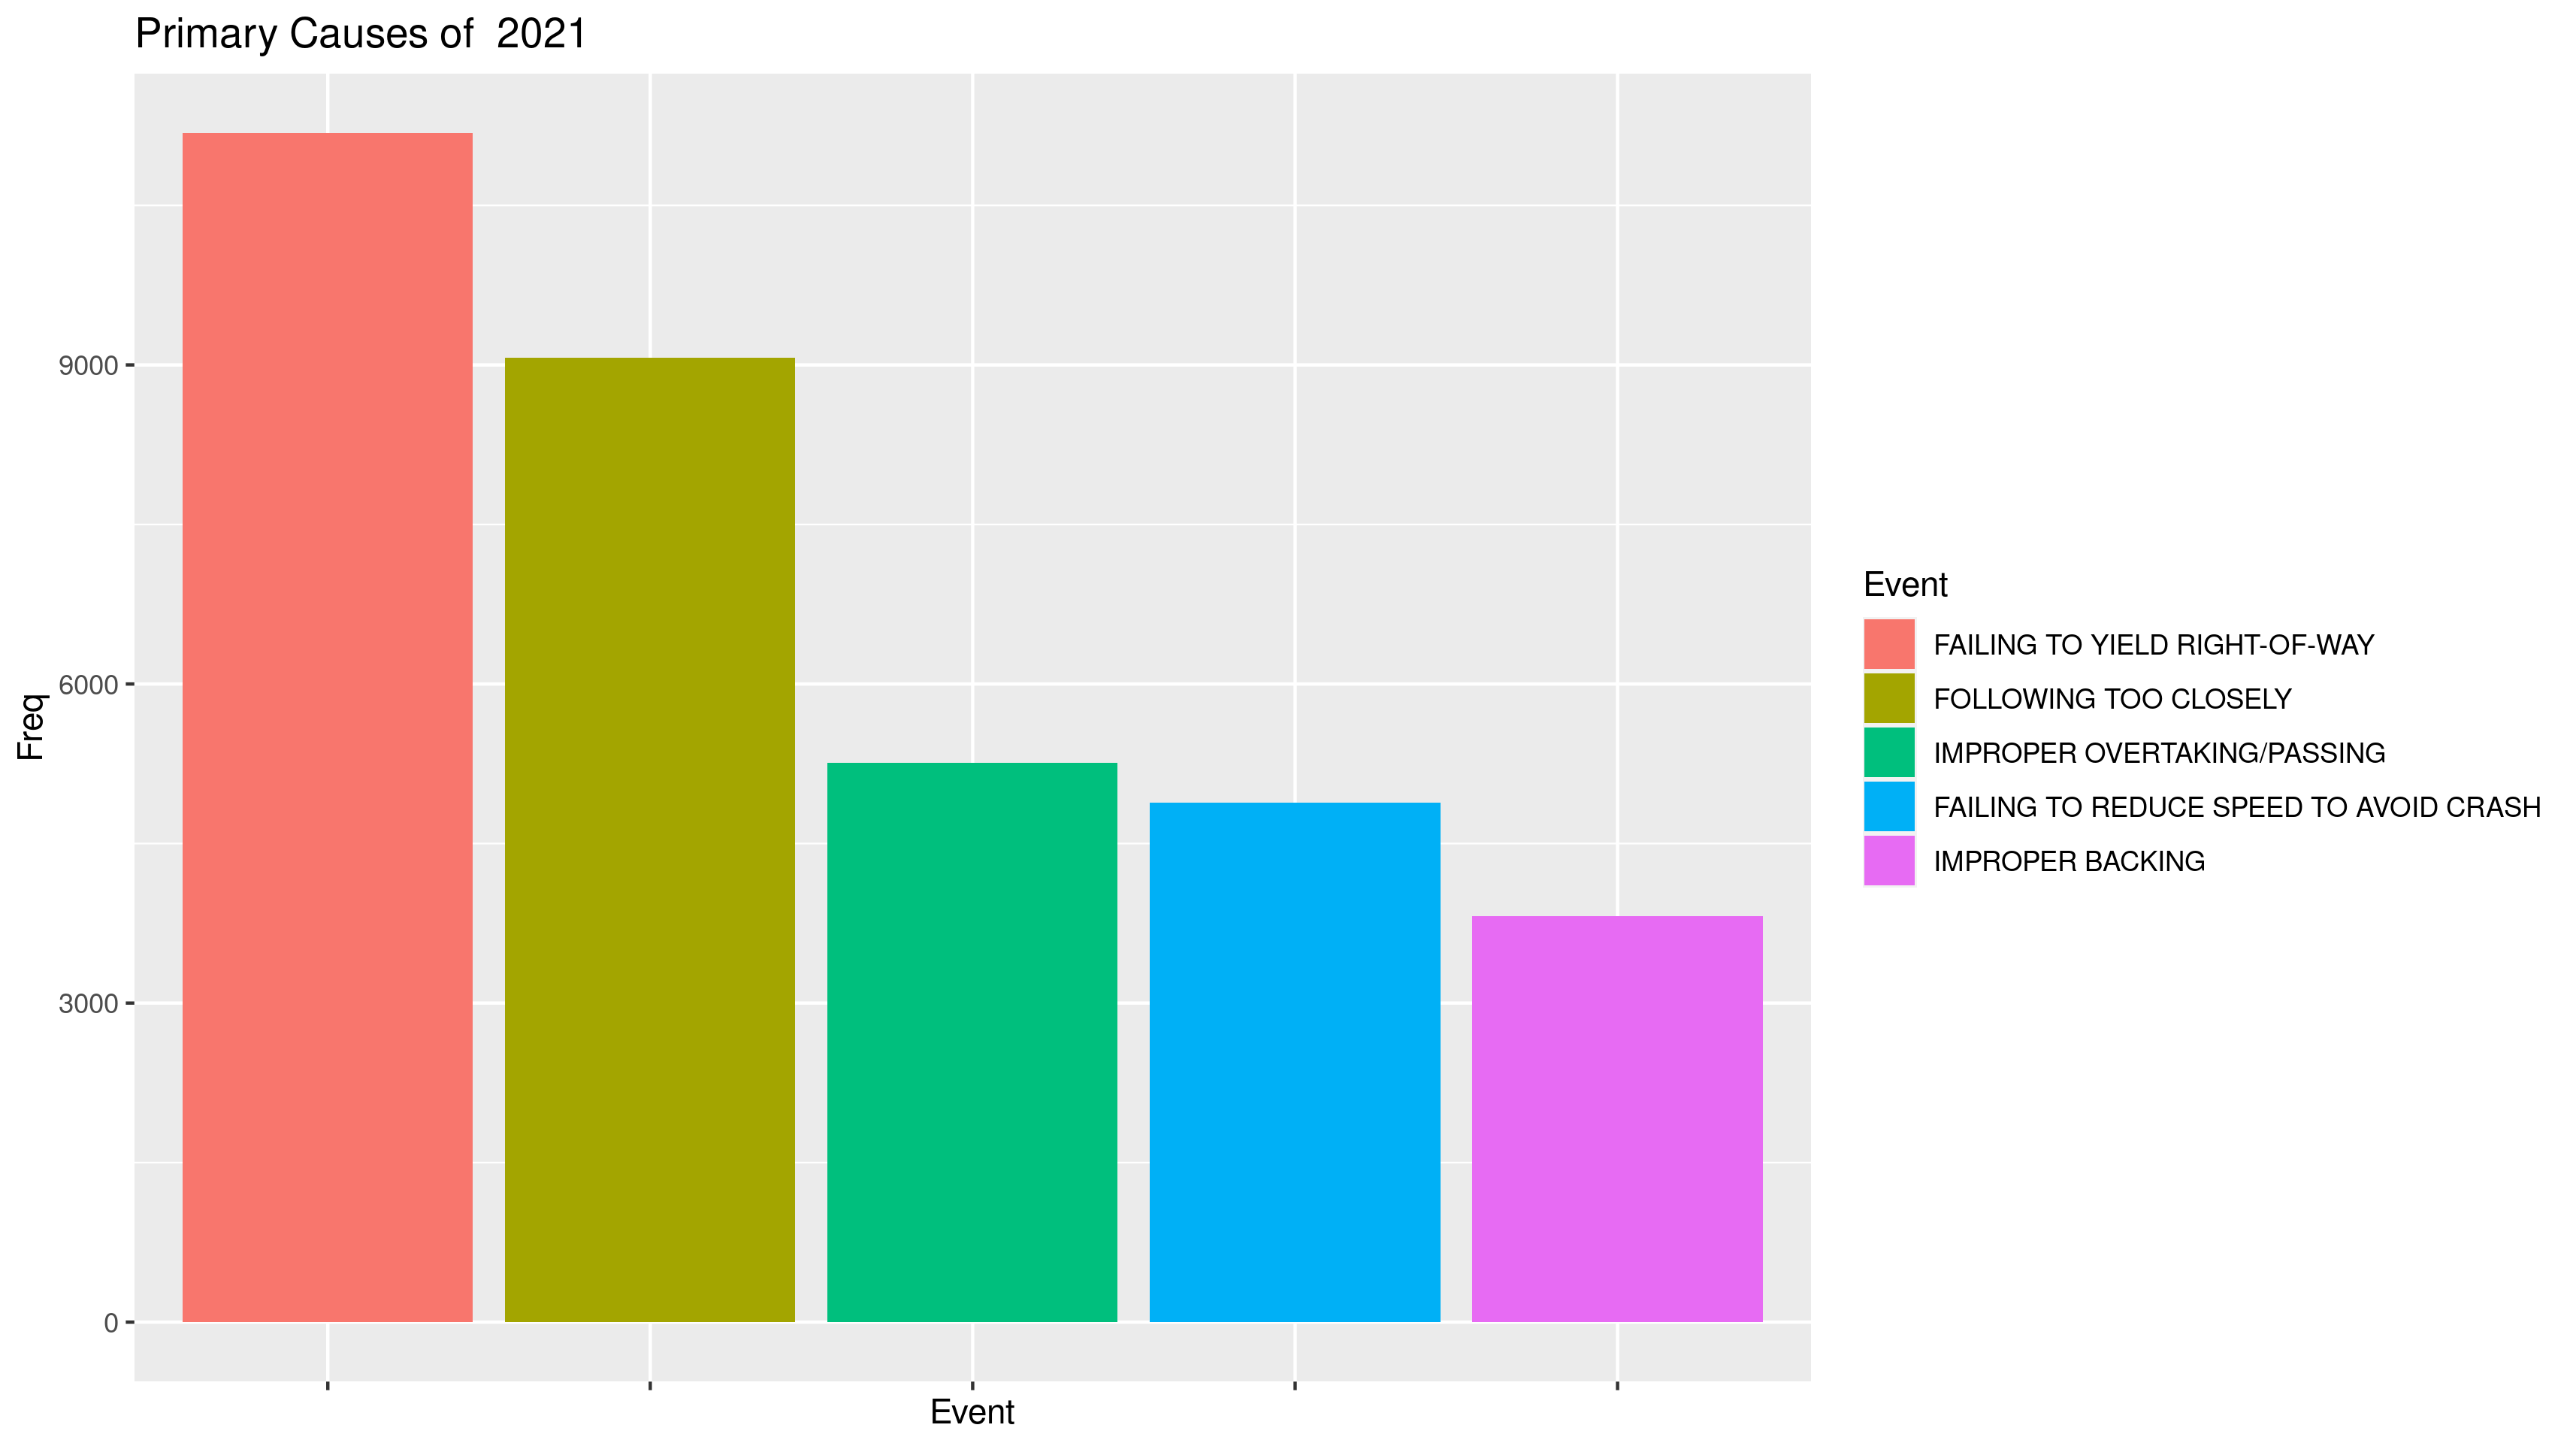 Primary Causes of  2021
Freq
9000
6000
3000
0
Event
Event
FAILING TO YIELD RIGHT-OF-WAY
FOLLOWING TOO CLOSELY
IMPROPER OVERTAKING/PASSING
FAILING TO REDUCE SPEED TO AVOID CRASH
IMPROPER BACKING